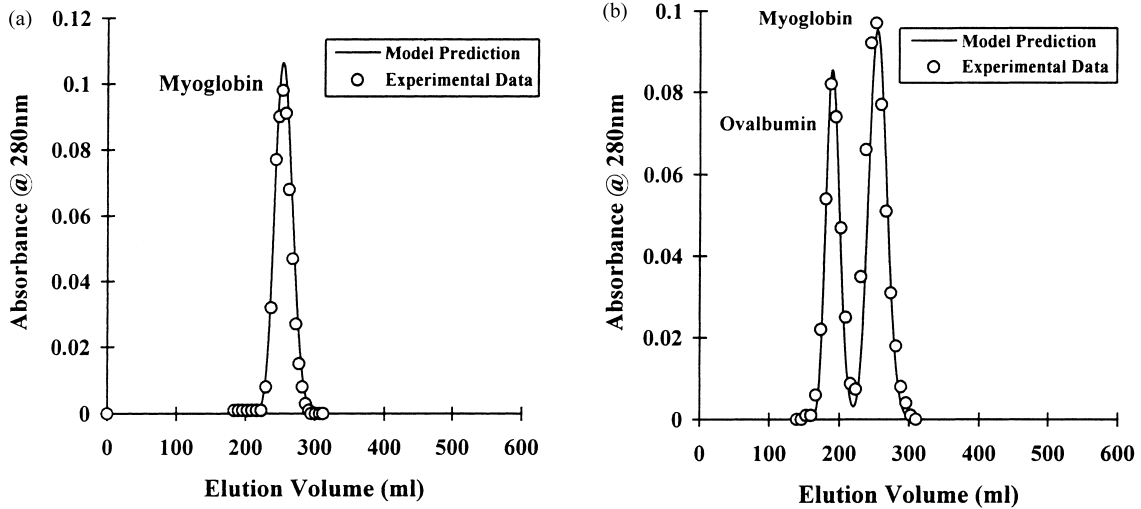 (a)
0.12
0.1
0.08
0.06
0.04
0.02
0
Absorbance @ 280nm
Myoglobin
Model Prediction
Experimental Data
0 100 200 300 400 500 600
Elution Volume (ml)
(b)
0.1
0.08
0.06
0.04
0.02
0
Absorbance @ 280nm
Myoglobin
Ovalbumin
Model Prediction
Experimental Data
0 100 200 300 400 500 600
Elution Volume (ml)